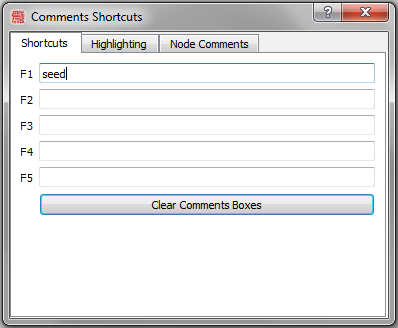 Comments Shortcuts
Shortcuts Highlighting Node Comments
F1 seed
F2
F3
F4
F5
Clear Comments Boxes